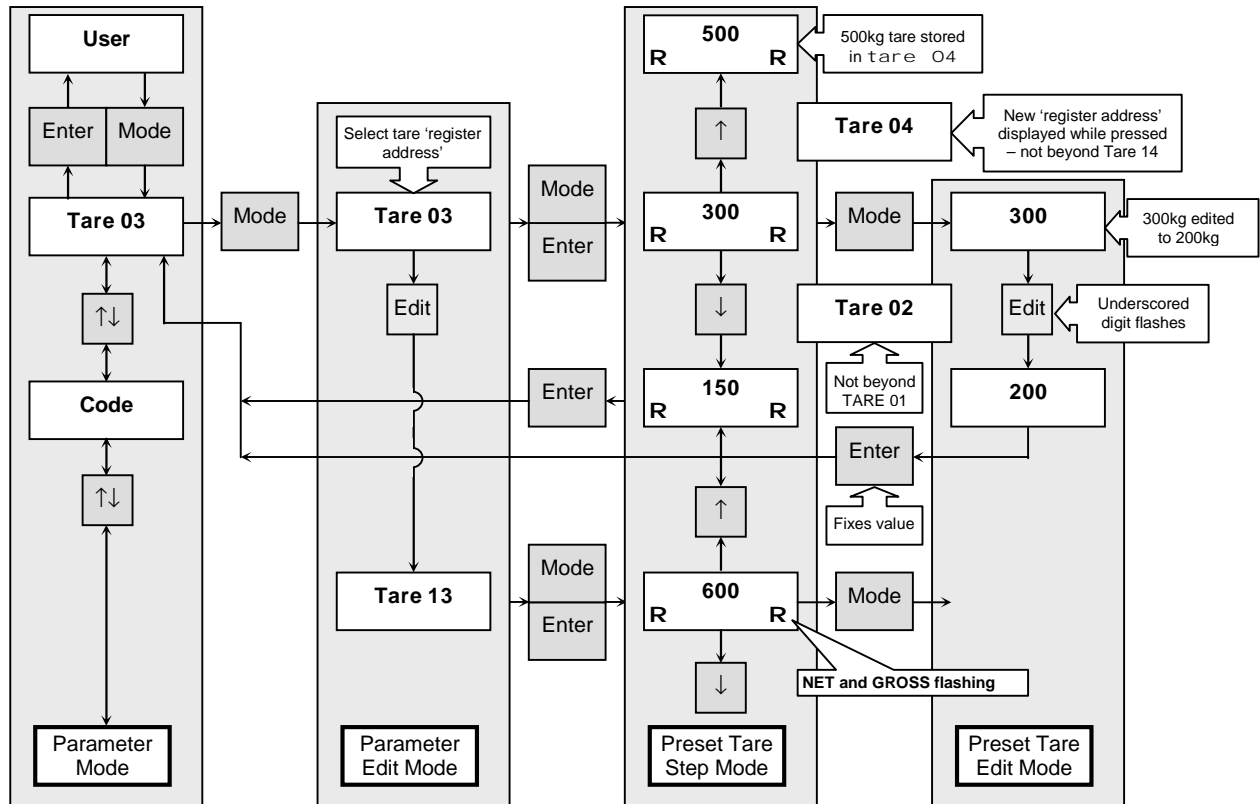 User
Enter
Mode
Tare 03
↑↓
Code
↑↓
Parameter
Mode
Mode
Select tare 'register
address'
Tare 03
Edit
Tare 13
Parameter
Edit Mode
Mode
Enter
Enter
Mode
Enter
500
R R
500kg tare stored
in tare 04
↑
Tare 04
New 'register address'
displayed while pressed
– not beyond Tare 14
300
R R
Mode
300
300kg edited
to 200kg
↓
Tare 02
Edit
Underscored
digit flashes
150
R R
Not beyond
TARE 01
200
Enter
↑
Fixes value
600
R R
Mode
↓
NET and GROSS flashing
Preset Tare
Step Mode
Preset Tare
Edit Mode